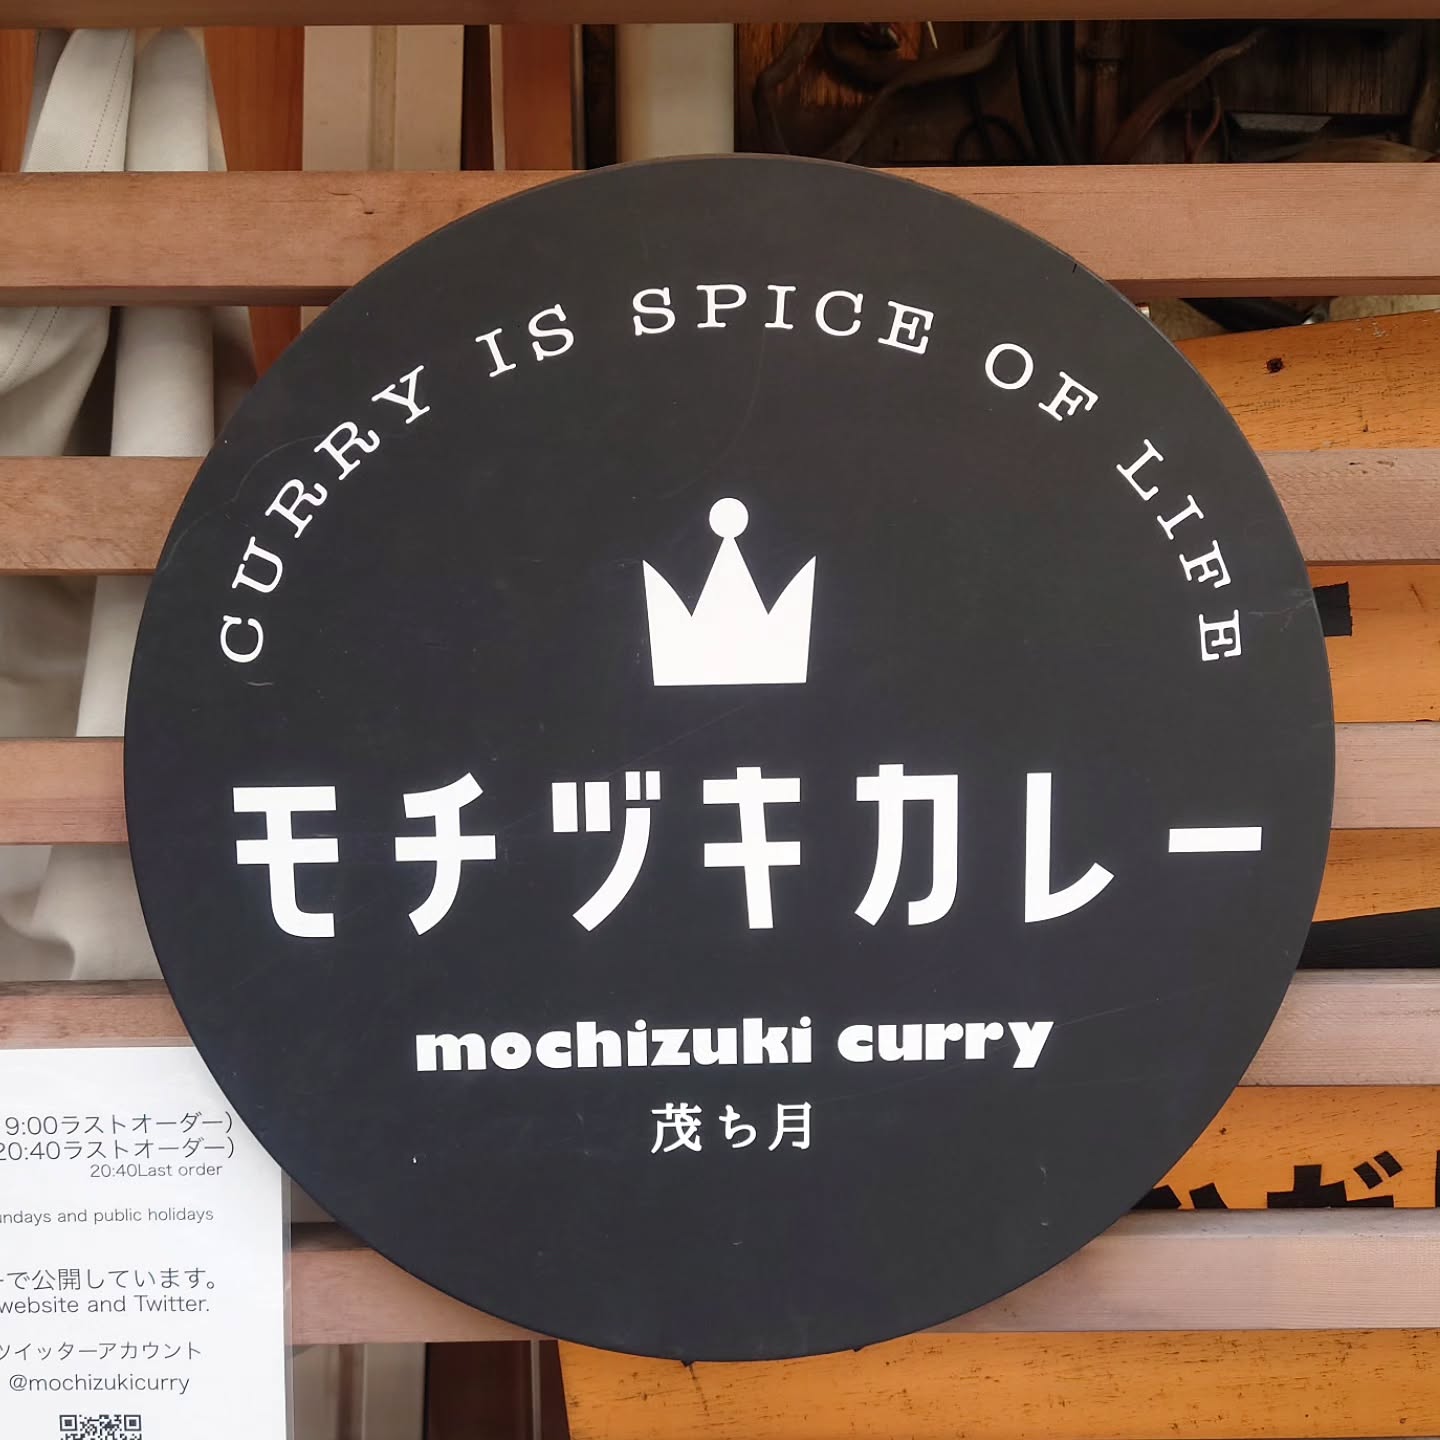 CURRY IS SPICE OF LIFE
モチヅキカレー
mochizuki curry
茂ち月
9:00ラストオーダー)
20:40ラストオーダー)
20:40Last order
and public holidays
で公開しています。
website and Twitter.
ツイッターアカウント
@mochizukicurry